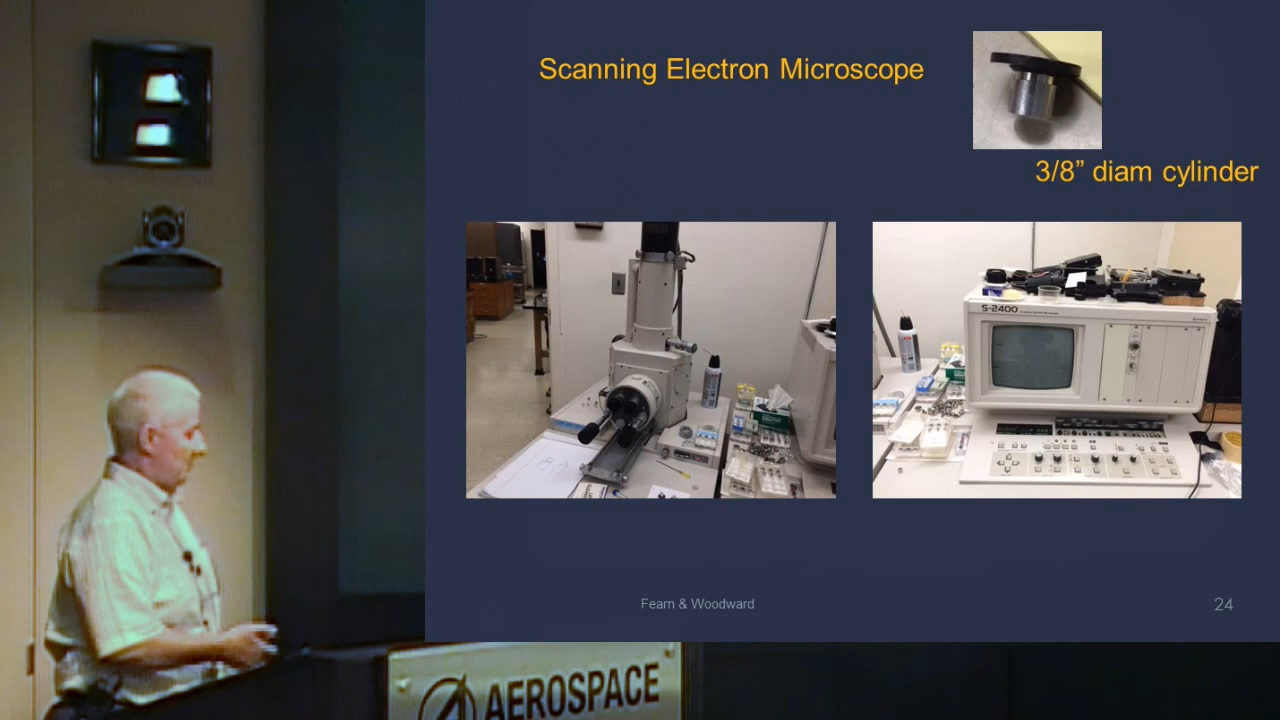 Scanning Electron Microscope
3/8” diam cylinder
S-2400
Fearn & Woodward
24
AEROSPACE